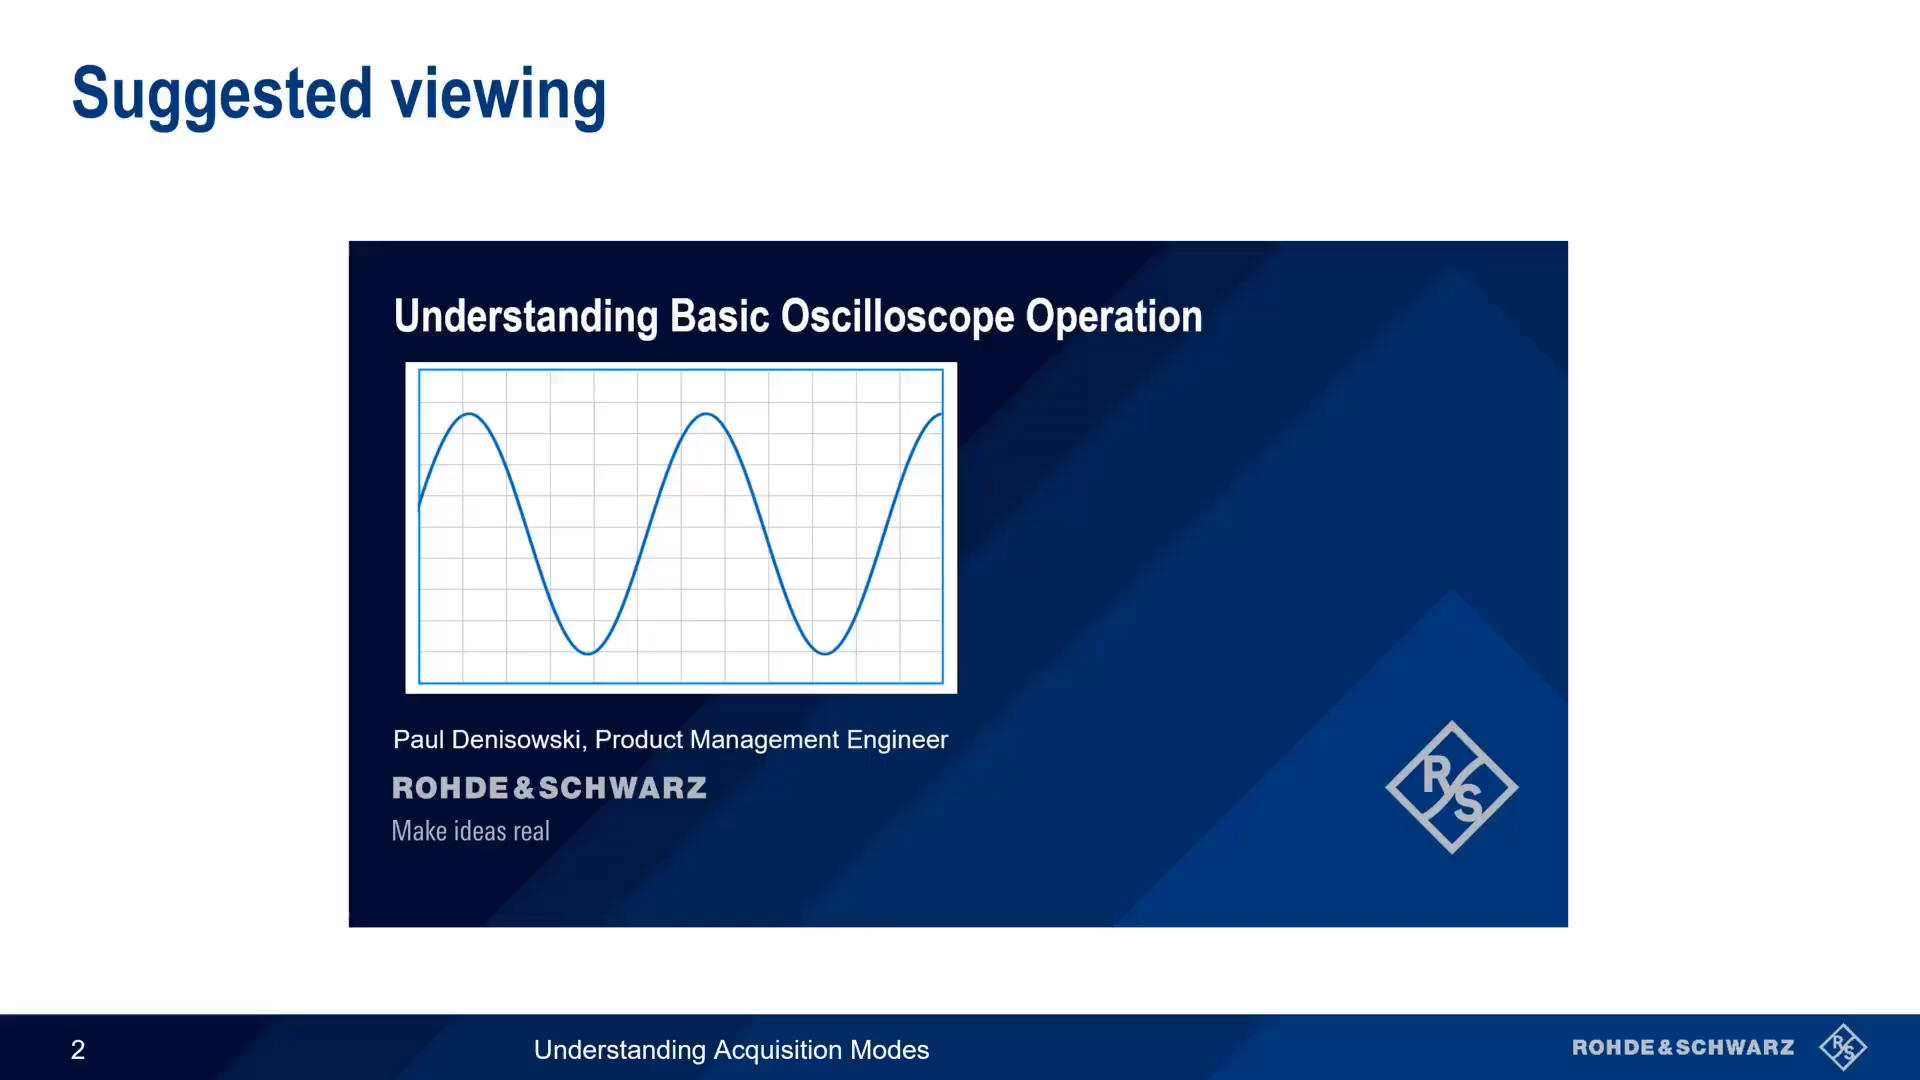 Suggested viewing
Understanding Basic Oscilloscope Operation
Paul Denisowski, Product Management Engineer
ROHDE&SCHWARZ
Make ideas real
R
S
2
Understanding Acquisition Modes
ROHDE&SCHWARZ
R
S